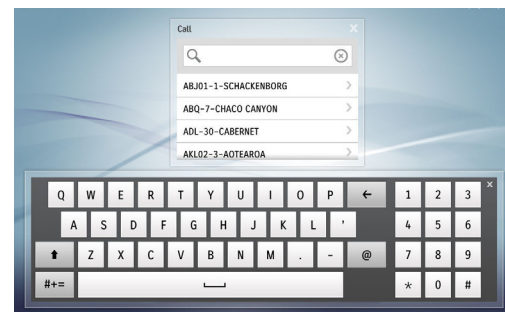 Call
ABJ01-1-SCHACKENBORG
ABQ-7-CHACO CANYON
ADL-30-CABERNET
AKL02-3-AOTEAROA
Q W E R T Y U I O P ← 1 2 3
A S D F G H J K L ' 4 5 6
Z X C V B N M . - @ 7 8 9
#+= * 0 #